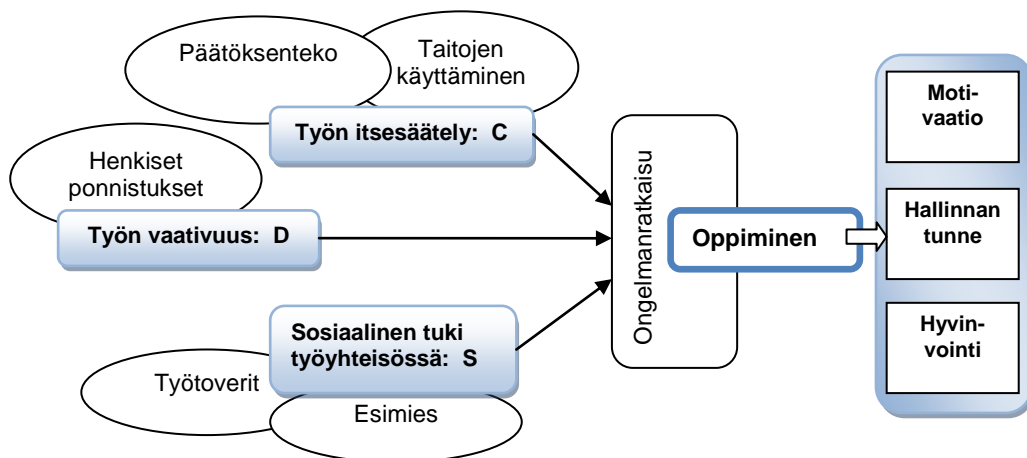 Päätöksenteko
Taitojen
käyttäminen
Työn itsesäätely:  C
Henkiset
ponnistukset
Työn vaativuus:  D
Sosiaalinen tuki
työyhteisössä:  S
Työtoverit
Esimies
Ongelmanratkaisu
Oppiminen
Moti-
vaatio
Hallinnan
tunne
Hyvin-
vointi